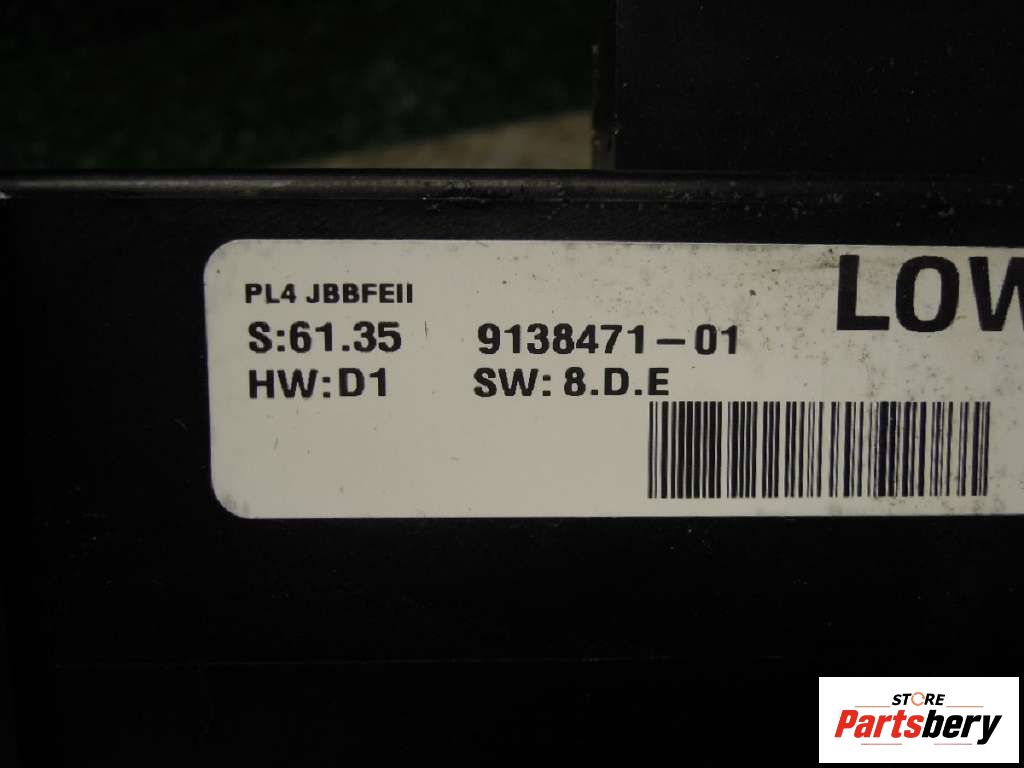 PL4 JBBFEII
LOW
S:61.35 9138471-01
HW:D1 SW: 8.D.E
STORE
Partsbery